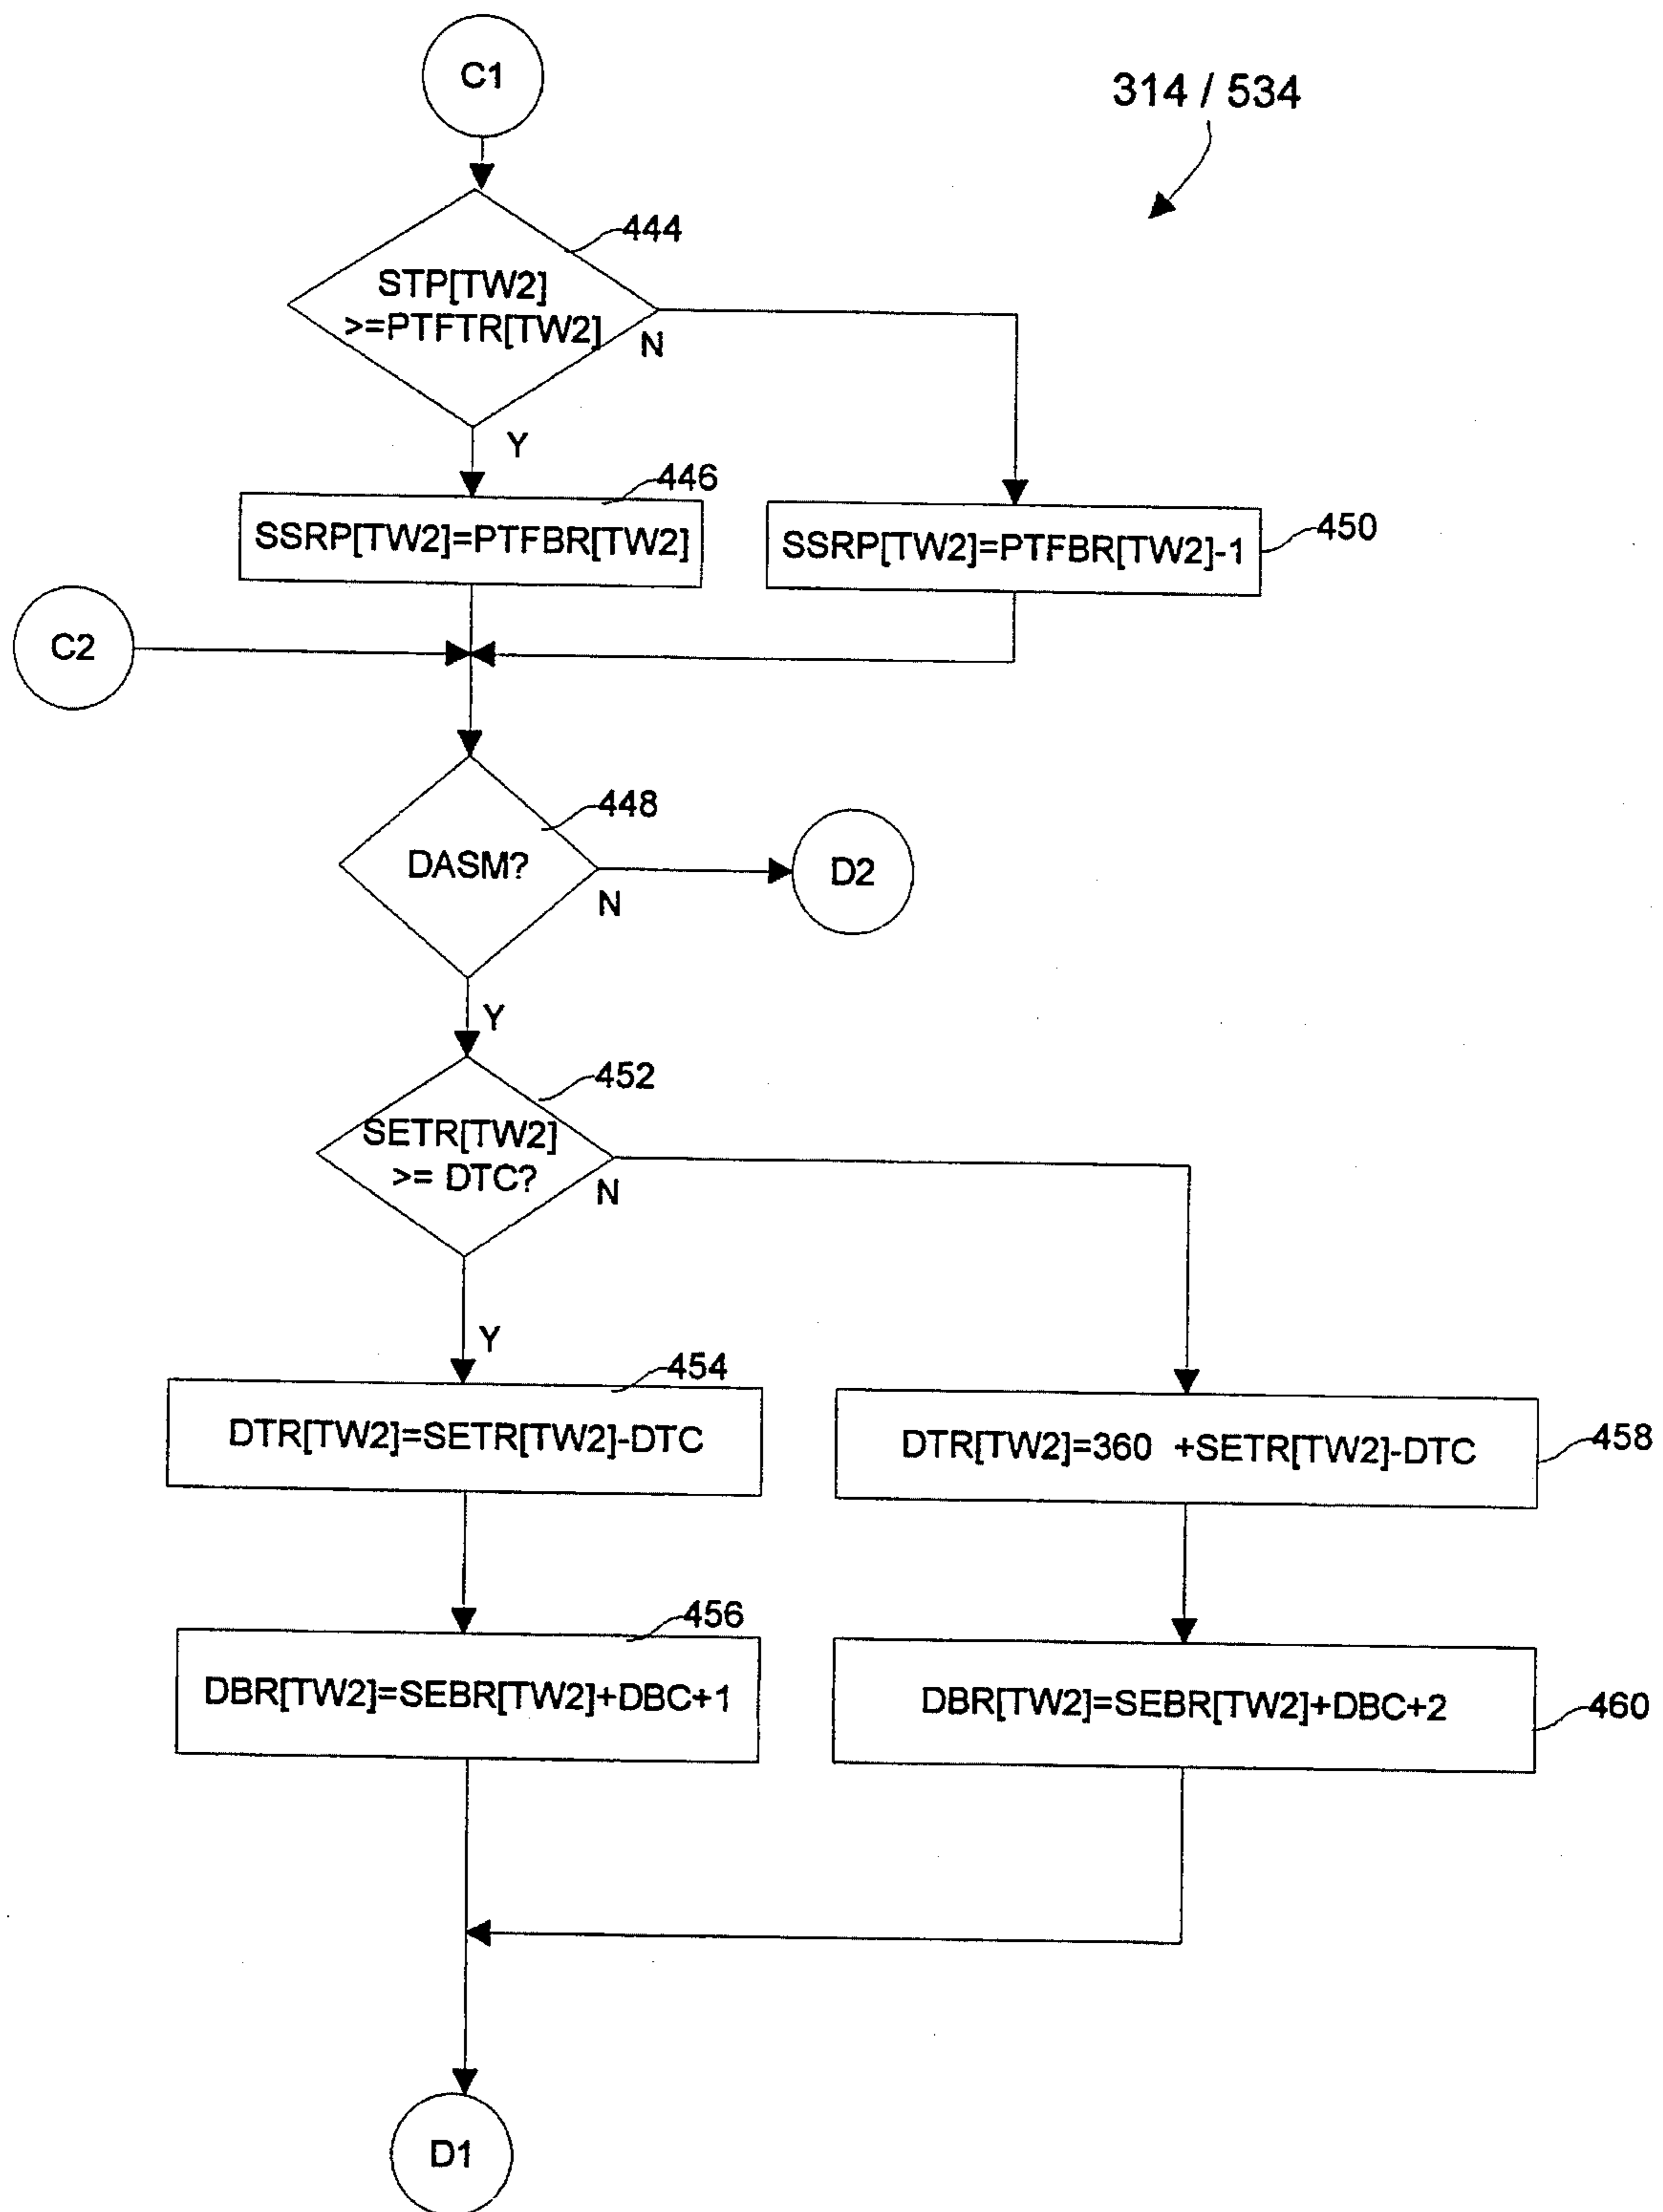 C1
314 / 534
444
STP[TW2]
>=PTFTR[TW2]
N
Y
446
SSRP[TW2]=PTFBR[TW2]
SSRP[TW2]=PTFBR[TW2]-1
450
C2
448
DASM?
N
D2
Y
452
SETR[TW2]
>= DTC?
N
Y
454
DTR[TW2]=SETR[TW2]-DTC
DTR[TW2]=360 +SETR[TW2]-DTC
458
456
DBR[TW2]=SEBR[TW2]+DBC+1
DBR[TW2]=SEBR[TW2]+DBC+2
460
D1